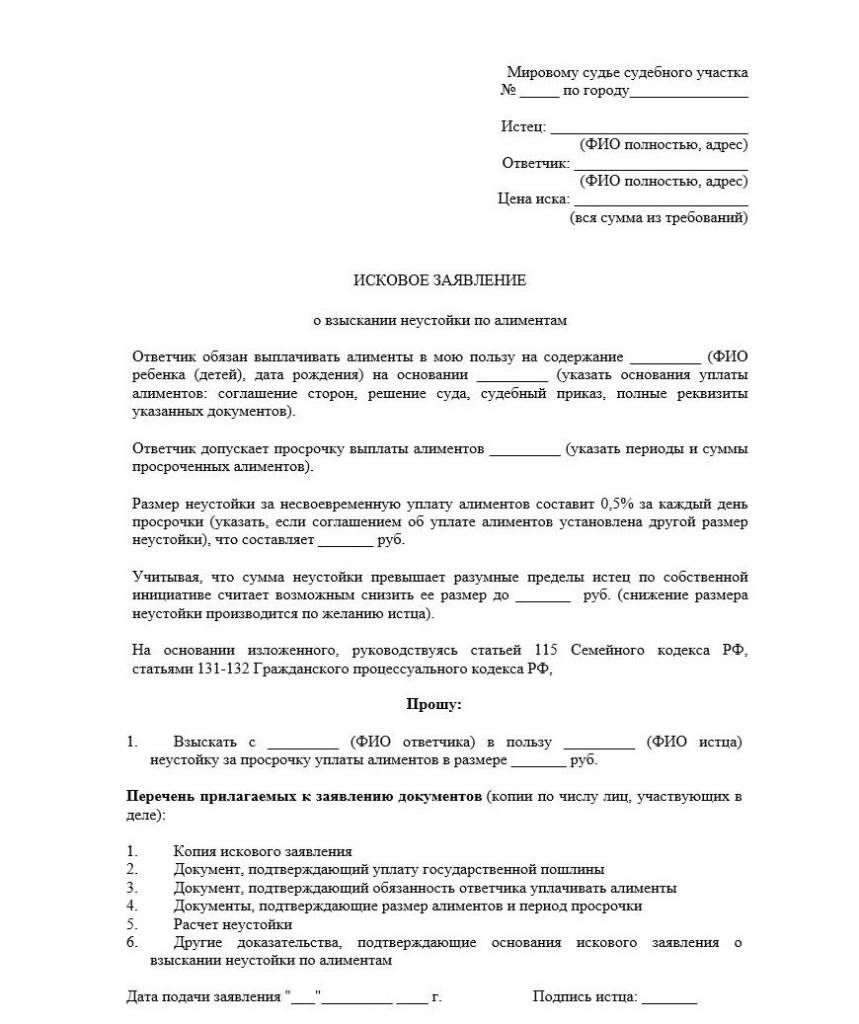 Мировому судье судебного участка
№ _____ по городу_______________
Истец: _________________________
(ФИО полностью, адрес)
Ответчик: ______________________
(ФИО полностью, адрес)
Цена иска: ______________________
(вся сумма из требований)
ИСКОВОЕ ЗАЯВЛЕНИЕ
о взыскании неустойки по алиментам
Ответчик обязан выплачивать алименты в мою пользу на содержание _________ (ФИО
ребенка (детей), дата рождения) на основании _________ (указать основания уплаты
алиментов: соглашение сторон, решение суда, судебный приказ, полные реквизиты
указанных документов).
Ответчик допускает просрочку выплаты алиментов _________ (указать периоды и суммы
просроченных алиментов).
Размер неустойки за несвоевременную уплату алиментов составит 0,5% за каждый день
просрочки (указать, если соглашением об уплате алиментов установлена другой размер
неустойки), что составляет _______ руб.
Учитывая, что сумма неустойки превышает разумные пределы истец по собственной
инициативе считает возможным снизить ее размер до _______ руб. (снижение размера
неустойки производится по желанию истца).
На основании изложенного, руководствуясь статьей 115 Семейного кодекса РФ,
статьями 131-132 Гражданского процессуального кодекса РФ,
Прошу:
1. Взыскать с _________ (ФИО ответчика) в пользу _________ (ФИО истца)
неустойку за просрочку уплаты алиментов в размере _______ руб.
Перечень прилагаемых к заявлению документов (копии по числу лиц, участвующих в
деле):
1. Копия искового заявления
2. Документ, подтверждающий уплату государственной пошлины
3. Документ, подтверждающий обязанность ответчика уплачивать алименты
4. Документы, подтверждающие размер алиментов и период просрочки
5. Расчет неустойки
6. Другие доказательства, подтверждающие основания искового заявления о
взыскании неустойки по алиментам
Дата подачи заявления "___"_________ ____ г. Подпись истца: _______